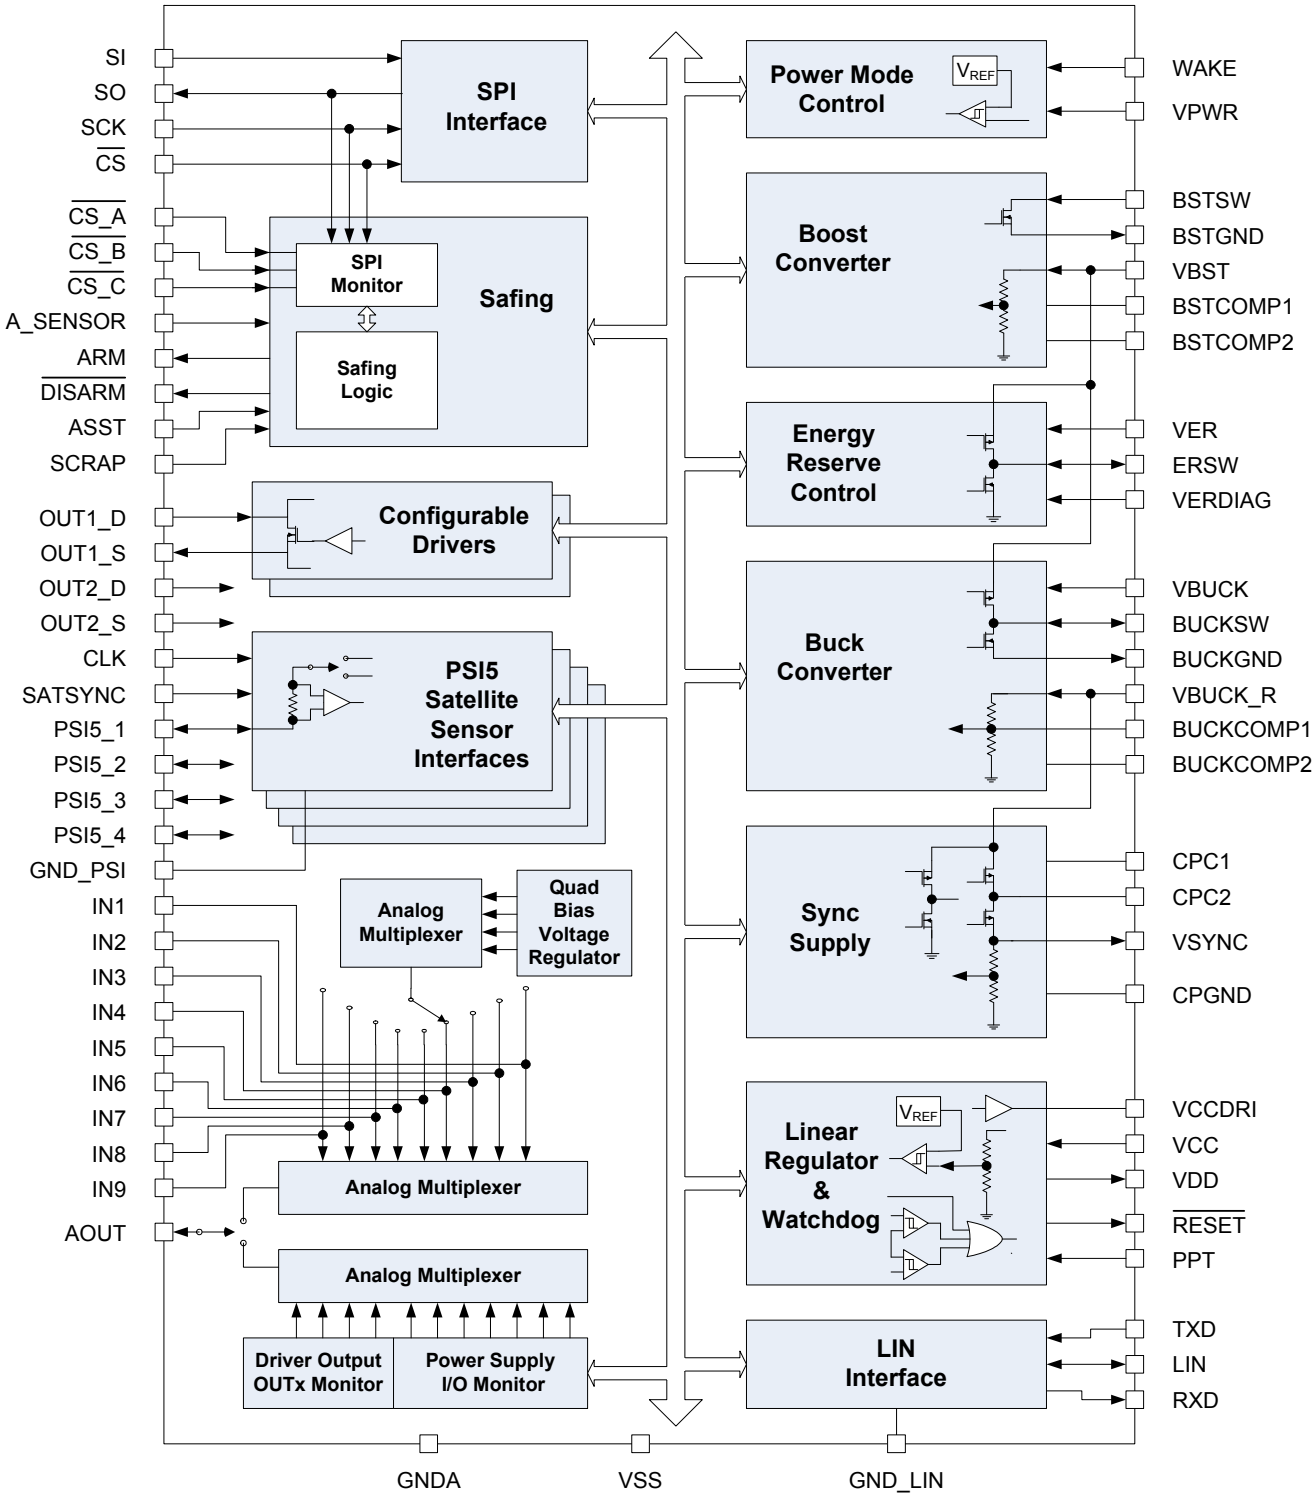 SI
SO
SCK
CS
CS_A
CS_B
CS_C
A_SENSOR
ARM
DISARM
ASST
SCRAP
OUT1_D
OUT1_S
OUT2_D
OUT2_S
CLK
SATSYNC
PSI5_1
PSI5_2
PSI5_3
PSI5_4
GND_PSI
IN1
IN2
IN3
IN4
IN5
IN6
IN7
IN8
IN9
AOUT
SPI
Interface
SPI
Monitor
Safing
Safing
Logic
Configurable
Drivers
PSI5
Satellite
Sensor
Interfaces
Analog
Multiplexer
Quad
Bias
Voltage
Regulator
Analog Multiplexer
Analog Multiplexer
Driver Output
OUTx Monitor
Power Supply
I/O Monitor
Power Mode
Control
VREF
Boost
Converter
Energy
Reserve
Control
Buck
Converter
Sync
Supply
Linear
Regulator
&
Watchdog
VREF
LIN
Interface
WAKE
VPWR
BSTSW
BSTGND
VBST
BSTCOMP1
BSTCOMP2
VER
ERSW
VERDIAG
VBUCK
BUCKSW
BUCKGND
VBUCK_R
BUCKCOMP1
BUCKCOMP2
CPC1
CPC2
VSYNC
CPGND
VCCDRI
VCC
VDD
RESET
PPT
TXD
LIN
RXD
GNDA
VSS
GND_LIN